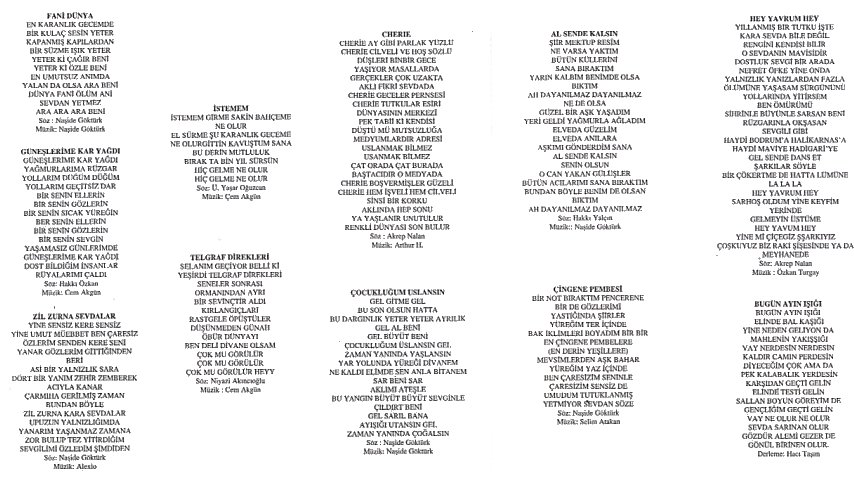 FANİ DÜNYA
EN KARANLIK GECEMDE
BİR KULAÇ SESİN YETER
KAPANMIŞ KAPILARDAN
BİR SÜZME IŞIK YETER
YETER Kİ ÇAĞIR BENİ
YETER Kİ ÖZLE BENİ
EN UMUTSUZ ANIMDA
YALAN DA OLSA ARA BENİ
DÜNYA FANİ ÖLÜM ANİ
SEVDAN YETMEZ
ARA ARA ARA BENİ
Söz : Naşide Göktürk
Müzik: Naşide Göktürk
GÜNEŞLERİME KAR YAĞDI
GÜNEŞLERİME KAR YAĞDI
YAĞMURLARIMA RÜZGAR
YOLLARIM DÜĞÜM DÜĞÜM
YOLLARIM GEÇİTSİZ DAR
BİR SENİN ELLERİN
BİR SENİN GÖZLERİN
BİR SENİN SICAK YÜREĞİN
BER SENİN ELLERİN
BİR SENİN GÖZLERİN
BİR SENİN SEVGİN
YAŞAMASIZ GÜNLERİMDE
GÜNEŞLERİME KAR YAĞDI
DOST BİLDİĞİM İNSANLAR
RÜYALARIMI ÇALDI
Söz: Hakkı Özkan
Müzik: Cem Akgün
ZİL ZURNA SEVDALAR
YİNE SENSİZ KERE SENSİZ
YİNE UMUT MÜEBBET BEN ÇARESİZ
ÖZLERİM SENDEN KERE SENİ
YANAR GÖZLERİM GİTTİĞİNDEN
BERİ
ASİ BİR YALNIZLIK SARA
DÖRT BİR YANIM ZEHİR ZEMBEREK
ACIYLA KANAR
ÇARMIHA GERİLMİŞ ZAMAN
BUNDAN BÖYLE
ZİL ZURNA KARA SEVDALAR
UPUZUN YALNIZLIĞIMDA
YANARIM YAŞANMAZ ZAMANA
ZOR BULUP TEZ YİTİRDİĞİM
SEVGİLİMİ ÖZLEDİM ŞİMDİDEN
Söz: Naşide Göktürk
Müzik: Alexio
İSTEMEM
İSTEMEM GİRME SAKIN BAHÇEME
NE OLUR
EL SÜRME ŞU KARANLIK GECEME
NE OLURGİTTİN KAVUŞTUM SANA
BU DERİN MUTLULUK
BIRAK TA BİN YIL SÜRSÜN
HİÇ GELME NE OLUR
HİÇ GELME NE OLUR
Söz: Ü. Yaşar Oğuzcan
Müzik: Cem Akgün
TELGRAF DİREKLERİ
SELANIM GEÇİYOR BELLİ Kİ
YEŞİRDİ TELGRAF DİREKLERİ
SENELER SONRASI
ORMANINDAN AYRI
BİR SEVİNÇTİR ALDI
KIRLANGIÇLARI
RASTGELE ÖPÜŞTÜLER
DÜŞÜNMEDEN GÜNAH
ÖBÜR DÜNYAYI
BEN DELİ DİVANE OLSAM
ÇOK MU GÖRÜLÜR
ÇOK MU GÖRÜLÜR
ÇOK MU GÖRÜLÜR HEYY
Söz: Niyazi Akıncıoğlu
Müzik : Cem Akgün
CHERIE
CHERİE AY GİBİ PARLAK YÜZLÜ
CHERİE CİLVELİ VE HOŞ SÖZLÜ
DÜŞLERİ BİNBİR GECE
YAŞIYOR MASALLARDA
GERÇEKLER ÇOK UZAKTA
AKLI FİKRİ SEVDADA
CHERİE GECELER PERNSESİ
CHERİE TUTKULAR ESİRİ
DÜNYASININ MERKEZİ
PEK TABİİ Kİ KENDİSİ
DÜŞTÜ MÜ MUTSUZLUĞA
MEDYUMLARDIR ADRESİ
USLANMAK BİLMEZ
USANMAK BİLMEZ
ÇAT ORADA ÇAT BURADA
BAŞTACIDIR O MEDYADA
CHERİE BOŞVERMİŞLER GÜZELİ
CHERİE HEM İŞVELİ HEM CİLVELİ
SİNSİ BİR KORKU
AKLINDA HEP SONU
YA YAŞLANIR UNUTULUR
RENKLİ DÜNYASI SON BULUR
Söz : Akrep Nalan
Müzik: Arthur H.
ÇOCUKLUĞUM USLANSIN
GEL GİTME GEL
BU SON OLSUN HATTA
BU DARGINLIK YETER YETER AYRILIK
GEL AL BENİ
GEL BÜYÜT BENİ
ÇOCUKLUĞUM ÜSLANSIN GEL
ZAMAN YANINDA YAŞLANSIN
YAR YOLUNDA YÜREĞİ DİVANEM
NE KALDI ELİMDE SEN ANLA BİTANEM
SAR BENİ SAR
AKLIMI ATEŞLE
BU YANGIN BÜYÜT BÜYÜT SEVGİNLE
ÇILDIRT BENİ
GEL SARIL BANA
AYIŞIĞI UTANSIN GEL
ZAMAN YANINDA ÇOĞALSIN
Söz : Naşide Göktürk
Müzik: Naşide Göktürk
AL SENDE KALSIN
ŞİİR MEKTUP RESİM
NE VARSA YAKTIM
BÜTÜN KÜLLERİNİ
SANA BIRAKTIM
YARIN KALBİM BENİMDE OLSA
BIKTIM
AH DAYANILMAZ DAYANILMAZ
NE DE OLSA
GÜZEL BİR AŞK YAŞADIM
YERİ GELDİ YAĞMURLA AĞLADIM
ELVEDA GÜZELİM
ELVEDA ANILARA
AŞKIMI GÖNDERDİM SANA
AL SENDE KALSIN
SENİN OLSUN
O CAN YAKAN GÜLÜŞLER
BÜTÜN ACILARIMI SANA BIRAKTIM
BUNDAN BÖYLE BENİM DE OLSAN
BIKTIM
AH DAYANILMAZ DAYANILMAZ
Söz: Hakkı Yalçın
Müzik:: Naşide Göktürk
ÇİNGENE PEMBESİ
BİR NOT BIRAKTIM PENCERENE
BİR DE GÖZLERİMİ
YASTIĞINDA ŞİİRLER
YÜREĞİM TER İÇİNDE
BAK İKLİMLERİ BOYADIM BİR BİR
EN ÇİNGENE PEMBELERE
(EN DERİN YEŞİLLERE)
MEVSİMLERDEN AŞK BAHAR
YÜREĞİM YAZ İÇİNDE
BEN ÇARESİZİM SENİNLE
ÇARESİZİM SENSİZ DE
UMUDUM TUTUKLANMIŞ
YETMİYOR SEVDAN SÖZE
Söz: Naşide Göktürk
Müzik: Selim Atakan
HEY YAVRUM HEY
YILLANMIŞ BİR TUTKU İŞTE
KARA SEVDA BİLE DEĞİL
RENGİNİ KENDİSİ BİLİR
O SEVDANIN MAVİSİDİR
DOSTLUK SEVGİ BİR ARADA
NEFRET ÖFKE YİNE ONDA
YALNIZLIK YANIZLARDAN FAZLA
ÖLÜMÜNE YAŞASAM SÜRGÜNÜNÜ
YOLLARINDA YİTİRSEM
BEN ÖMÜRÜMÜ
SİHRİNLE BÜYÜNLE SARSAN BENİ
RÜZGARINLA OKŞASAN
SEVGİLİ GİBİ
HAYDİ BODRUM'A HALİKARNAS'A
HAYDİ MAVİYE HADİGARİ'YE
GEL SENDE DANS ET
ŞARKILAR SÖYLE
BİR ÇÖKERTME DE HATTA LÜMÜNE
LA LA LA
HEY YAVRUM HEY
SARHOŞ OLDUM YİNE KEYFİM
YERİNDE
GELMEYİN ÜSTÜME
HEY YAVUM HEY
YİNE Mİ ÇİÇEGİZ ŞŞARKIYIZ
ÇOŞKUYUZ BİZ RAKI ŞİŞESİNDE YA DA
MEYHANEDE
Söz: Akrep Nalan
Müzik : Özkan Turgay
BUGÜN AYIN IŞIĞI
BUGÜN AYIN IŞIĞI
ELİNDE BAL KAŞIĞI
YİNE NEDEN GELİYON DA
MAHLENİN YAKIŞŞIĞI
VAY NERDESİN NERDESİN
KALDIR CAMIN PERDESİN
DİYECEĞİM ÇOK AMA DA
PEK KALABALIK YERDESİN
KARŞIDAN GEÇTİ GELİN
ELİNDE TESTİ GELİN
SALLAN BOYUN GÖREYİM DE
GENÇLİĞİM GEÇTİ GELİN
VAY NE OLUR NE OLUR
SEVDA SARINAN OLUR
GÖZDÜR ALEMİ GEZER DE
GÖNÜL BİRİNEN OLUR.
Derleme: Hacı Taşan